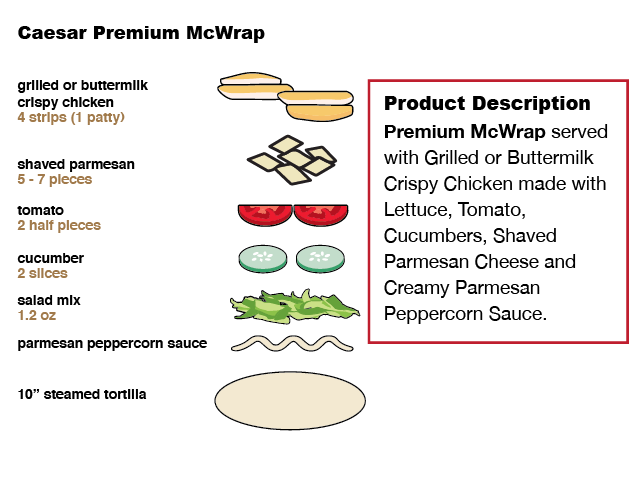 Caesar Premium McWrap
grilled or buttermilk
crispy chicken
4 strips (1 patty)
shaved parmesan
5 - 7 pieces
tomato
2 half pieces
cucumber
2 slices
salad mix
1.2 oz
parmesan peppercorn sauce
10” steamed tortilla
Product Description
Premium McWrap served
with Grilled or Buttermilk
Crispy Chicken made with
Lettuce, Tomato,
Cucumbers, Shaved
Parmesan Cheese and
Creamy Parmesan
Peppercorn Sauce.